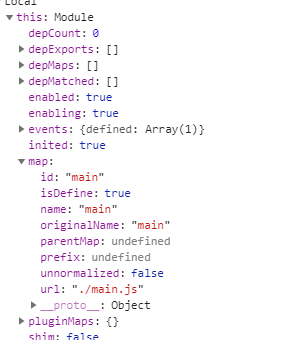 Local
this: Module
depCount: 0
depExports: []
depMaps: []
depMatched: []
enabled: true
enabling: true
events: {defined: Array(1)}
inited: true
map:
id: "main"
isDefine: true
name: "main"
originalName: "main"
parentMap: undefined
prefix: undefined
unnormalized: false
url: "./main.js"
__proto__: Object
pluginMaps: {}
shim: false